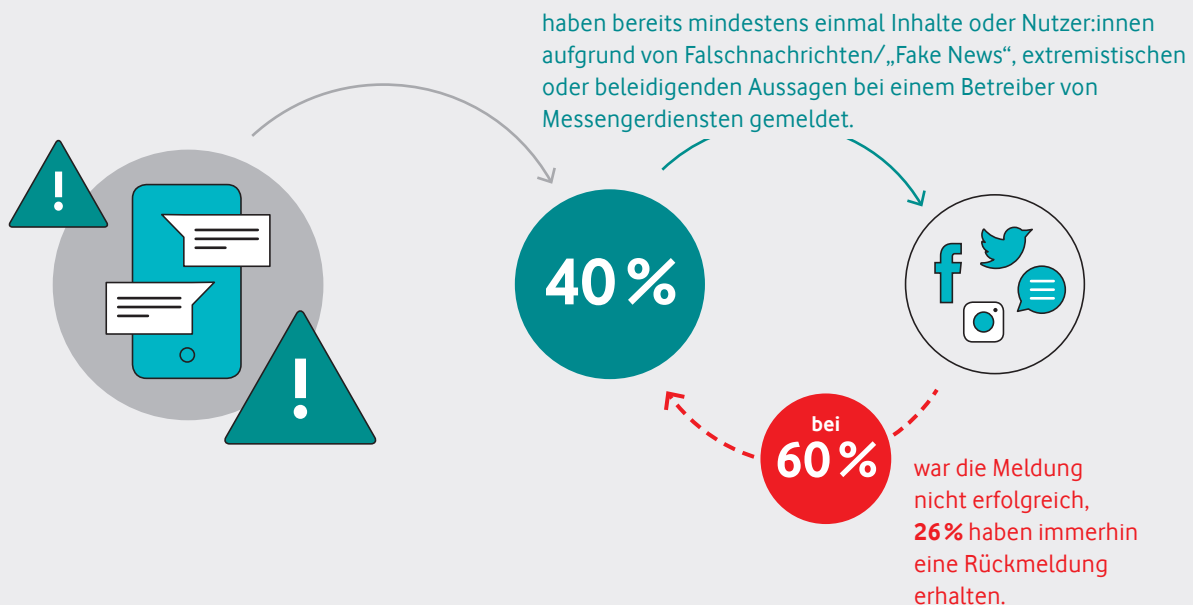 haben bereits mindestens einmal Inhalte oder Nutzer:innen
aufgrund von Falschnachrichten/„Fake News“, extremistischen
oder beleidigenden Aussagen bei einem Betreiber von
Messengerdiensten gemeldet.
!
!
40 %
bei
60 %
war die Meldung
nicht erfolgreich,
26 % haben immerhin
eine Rückmeldung
erhalten.